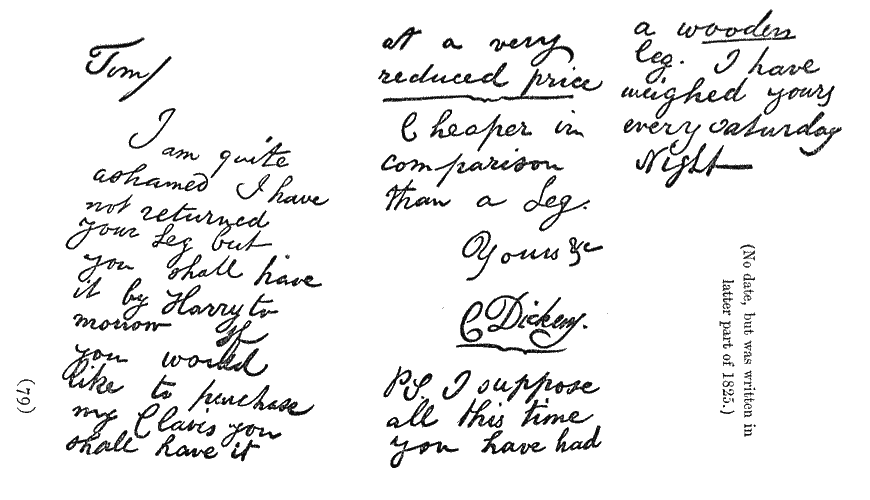 Tom/
I am quite
ashamed I have
not returned
your Leg but
you shall have
it by Harry to
morrow If
you would
like to purchase
my Clavis you
shall have it
at a very
reduced price
Cheaper in
comparison
than a Leg.
Yours &c
C Dickens.
PS. I suppose
all this time
you have had
a wooden
leg. I have
weighed yours
every saturday
Night
(No date, but was written in
latter part of 1825.)
(79)